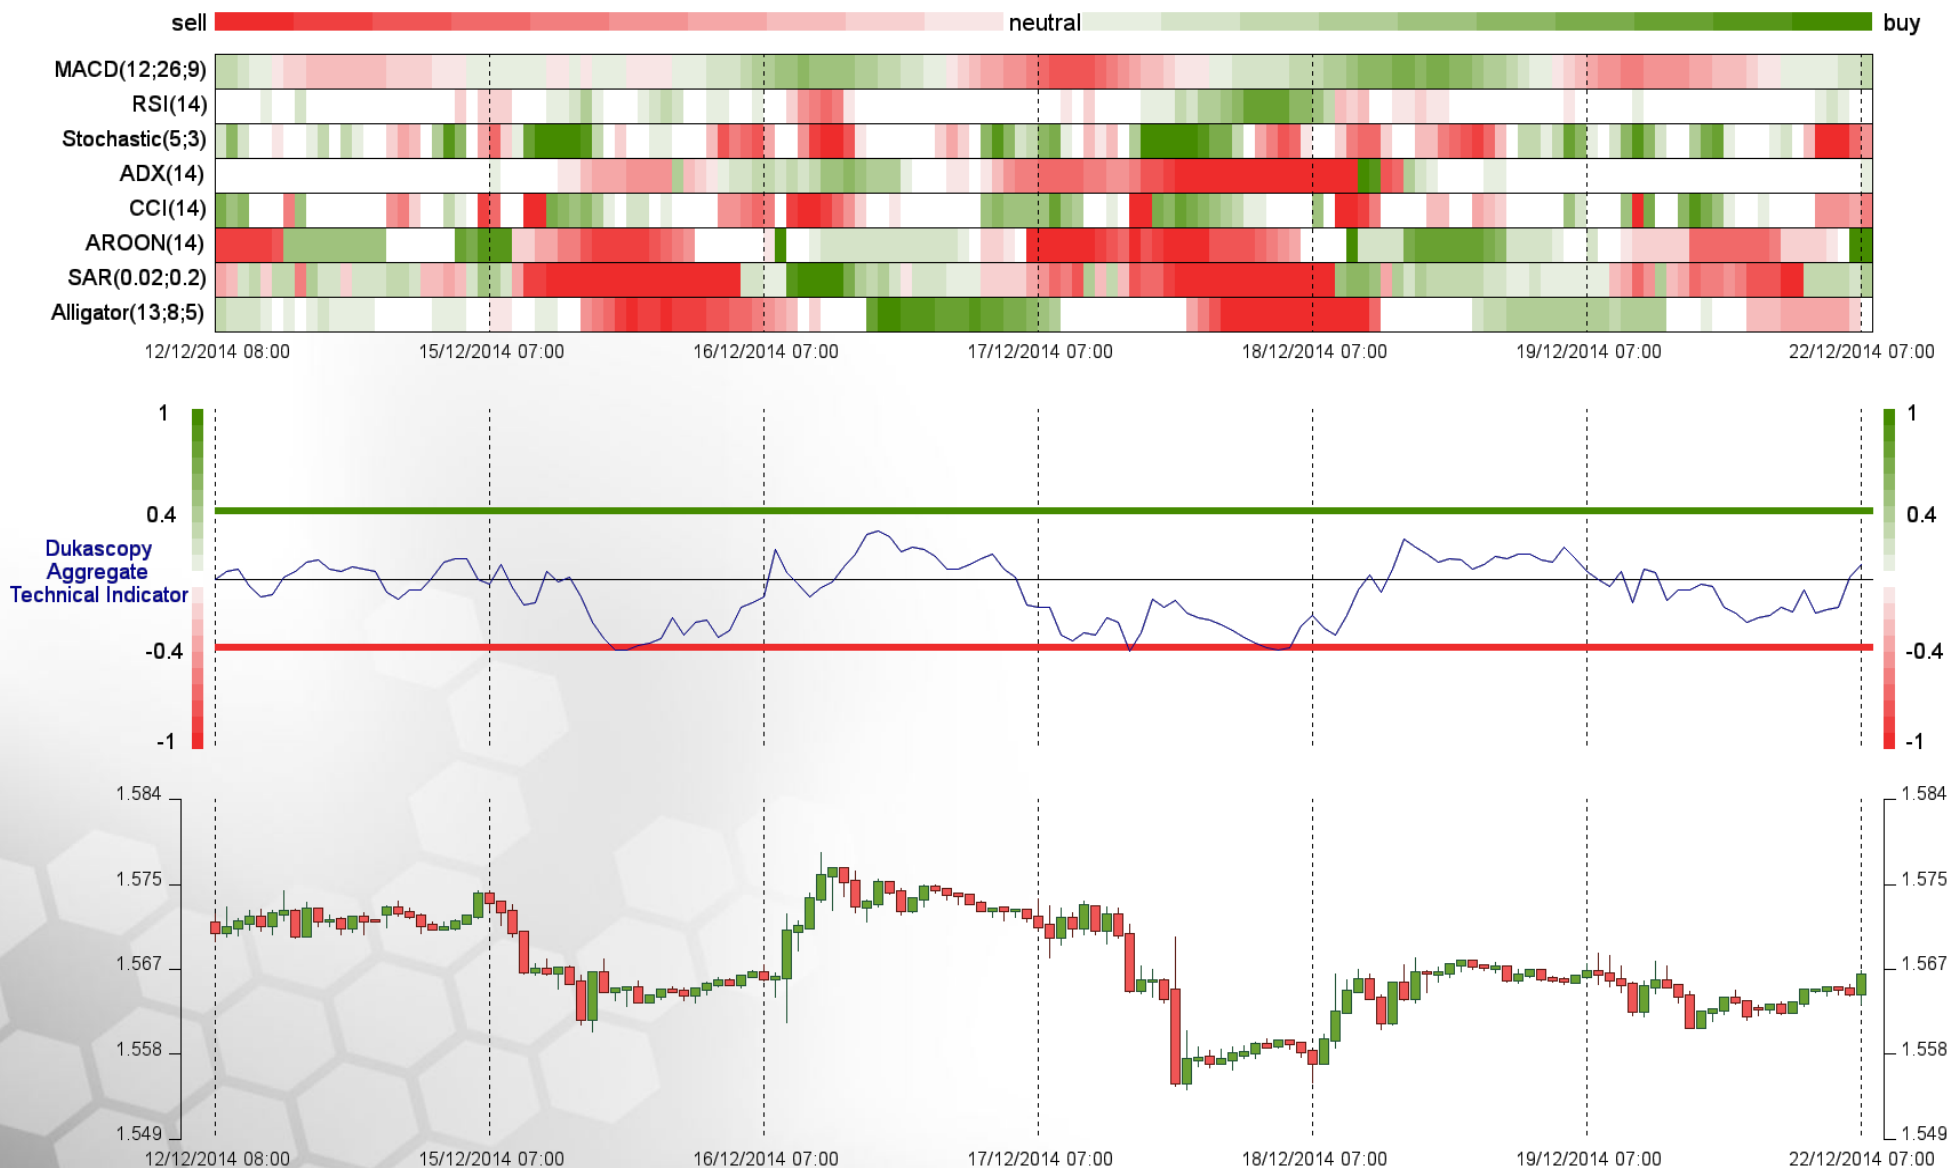 sell neutral buy
MACD(12;26;9)
RSI(14)
Stochastic(5;3)
ADX(14)
CCI(14)
AROON(14)
SAR(0.02;0.2)
Alligator(13;8;5)
12/12/2014 08:00 15/12/2014 07:00 16/12/2014 07:00 17/12/2014 07:00 18/12/2014 07:00 19/12/2014 07:00 22/12/2014 07:00
1 1
0.4 0.4
Dukascopy
Aggregate
Technical Indicator
-0.4 -0.4
-1 -1
1.584 1.584
1.575 1.575
1.567 1.567
1.558 1.558
1.549 1.549
12/12/2014 08:00 15/12/2014 07:00 16/12/2014 07:00 17/12/2014 07:00 18/12/2014 07:00 19/12/2014 07:00 22/12/2014 07:00